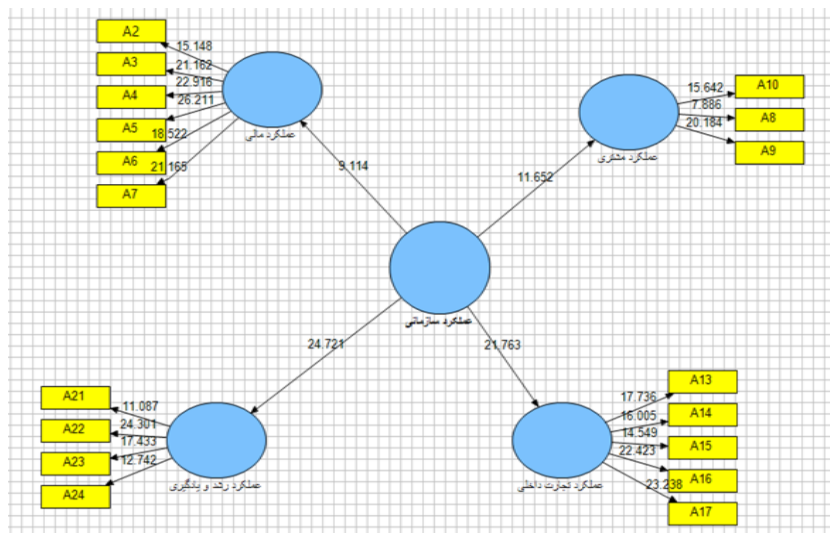 A2
15.148
A3
21.162
A4
22.916
A5
26.211
A6
18.522
A7
21.165
عملکرد مالی
9.114
A10
15.642
A8
7.886
A9
20.184
عملکرد مشتری
11.652
عملکرد سازمانی
24.721
21.763
A21
11.087
A22
24.301
A23
17.433
A24
12.742
عملکرد رشد و یادگیری
A13
17.736
A14
16.005
A15
14.549
A16
22.423
A17
23.238
عملکرد تجارت داخلی